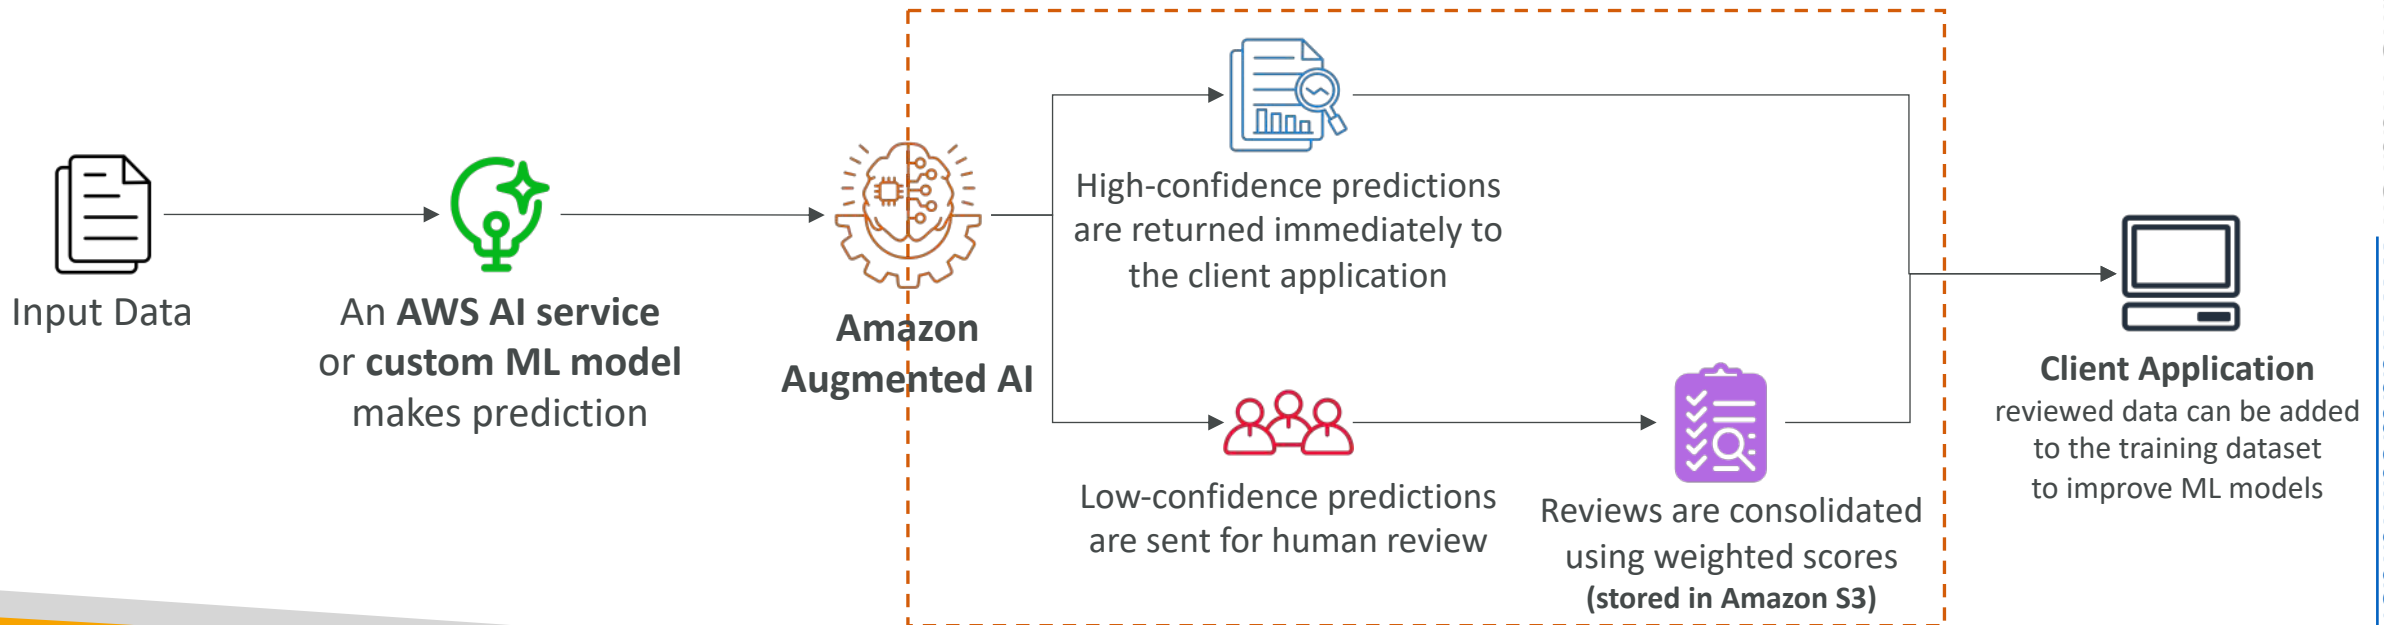 Input Data
An AWS AI service
or custom ML model
makes prediction
Amazon
Augmented AI
High-confidence predictions
are returned immediately to
the client application
Low-confidence predictions
are sent for human review
Reviews are consolidated
using weighted scores
(stored in Amazon S3)
Client Application
reviewed data can be added
to the training dataset
to improve ML models